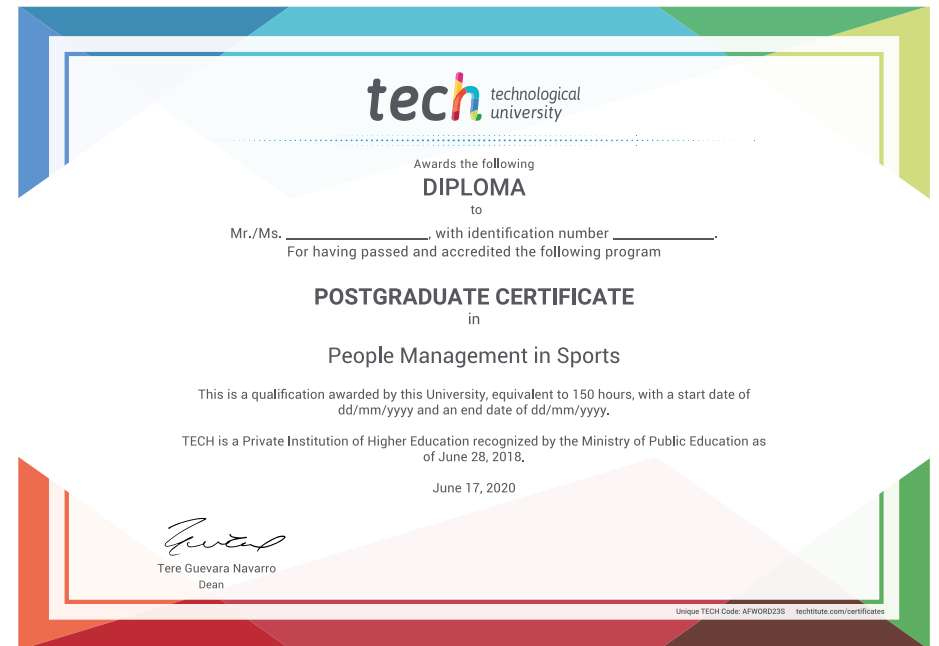 tech technological
university
Awards the following
DIPLOMA
to
Mr./Ms. ____________________, with identification number ______________.
For having passed and accredited the following program
POSTGRADUATE CERTIFICATE
in
People Management in Sports
This is a qualification awarded by this University, equivalent to 150 hours, with a start date of
dd/mm/yyyy and an end date of dd/mm/yyyy.
TECH is a Private Institution of Higher Education recognized by the Ministry of Public Education as
of June 28, 2018.
June 17, 2020
Tere Guevara Navarro
Dean
Unique TECH Code: AFWORD23S techtitute.com/certificates